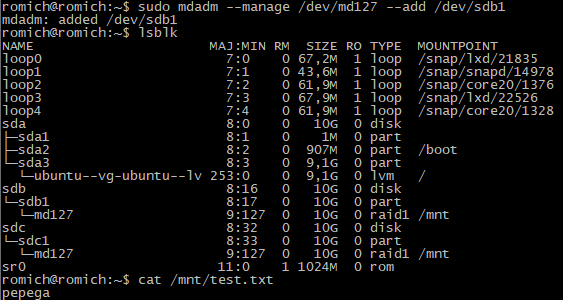 romich@romich:~$ sudo mdadm --manage /dev/md127 --add /dev/sdb1
mdadm: added /dev/sdb1
romich@romich:~$ lsblk
NAME                      MAJ:MIN RM  SIZE RO TYPE  MOUNTPOINT
loop0                       7:0    0 67,2M  1 loop  /snap/lxd/21835
loop1                       7:1    0 43,6M  1 loop  /snap/snapd/14978
loop2                       7:2    0 61,9M  1 loop  /snap/core20/1376
loop3                       7:3    0 67,9M  1 loop  /snap/lxd/22526
loop4                       7:4    0 61,9M  1 loop  /snap/core20/1328
sda                         8:0    0   10G  0 disk
├─sda1                      8:1    0    1M  0 part
├─sda2                      8:2    0  907M  0 part  /boot
└─sda3                      8:3    0  9,1G  0 part
  └─ubuntu--vg-ubuntu--lv 253:0    0  9,1G  0 lvm   /
sdb                         8:16   0   10G  0 disk
└─sdb1                      8:17   0   10G  0 part
  └─md127                   9:127  0   10G  0 raid1 /mnt
sdc                         8:32   0   10G  0 disk
└─sdc1                      8:33   0   10G  0 part
  └─md127                   9:127  0   10G  0 raid1 /mnt
sr0                        11:0    1 1024M  0 rom
romich@romich:~$ cat /mnt/test.txt
pepega